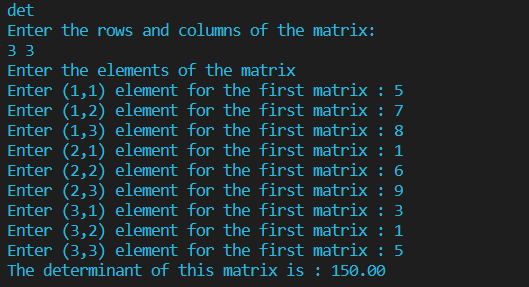 det
Enter the rows and columns of the matrix:
3 3
Enter the elements of the matrix
Enter (1,1) element for the first matrix : 5
Enter (1,2) element for the first matrix : 7
Enter (1,3) element for the first matrix : 8
Enter (2,1) element for the first matrix : 1
Enter (2,2) element for the first matrix : 6
Enter (2,3) element for the first matrix : 9
Enter (3,1) element for the first matrix : 3
Enter (3,2) element for the first matrix : 1
Enter (3,3) element for the first matrix : 5
The determinant of this matrix is : 150.00